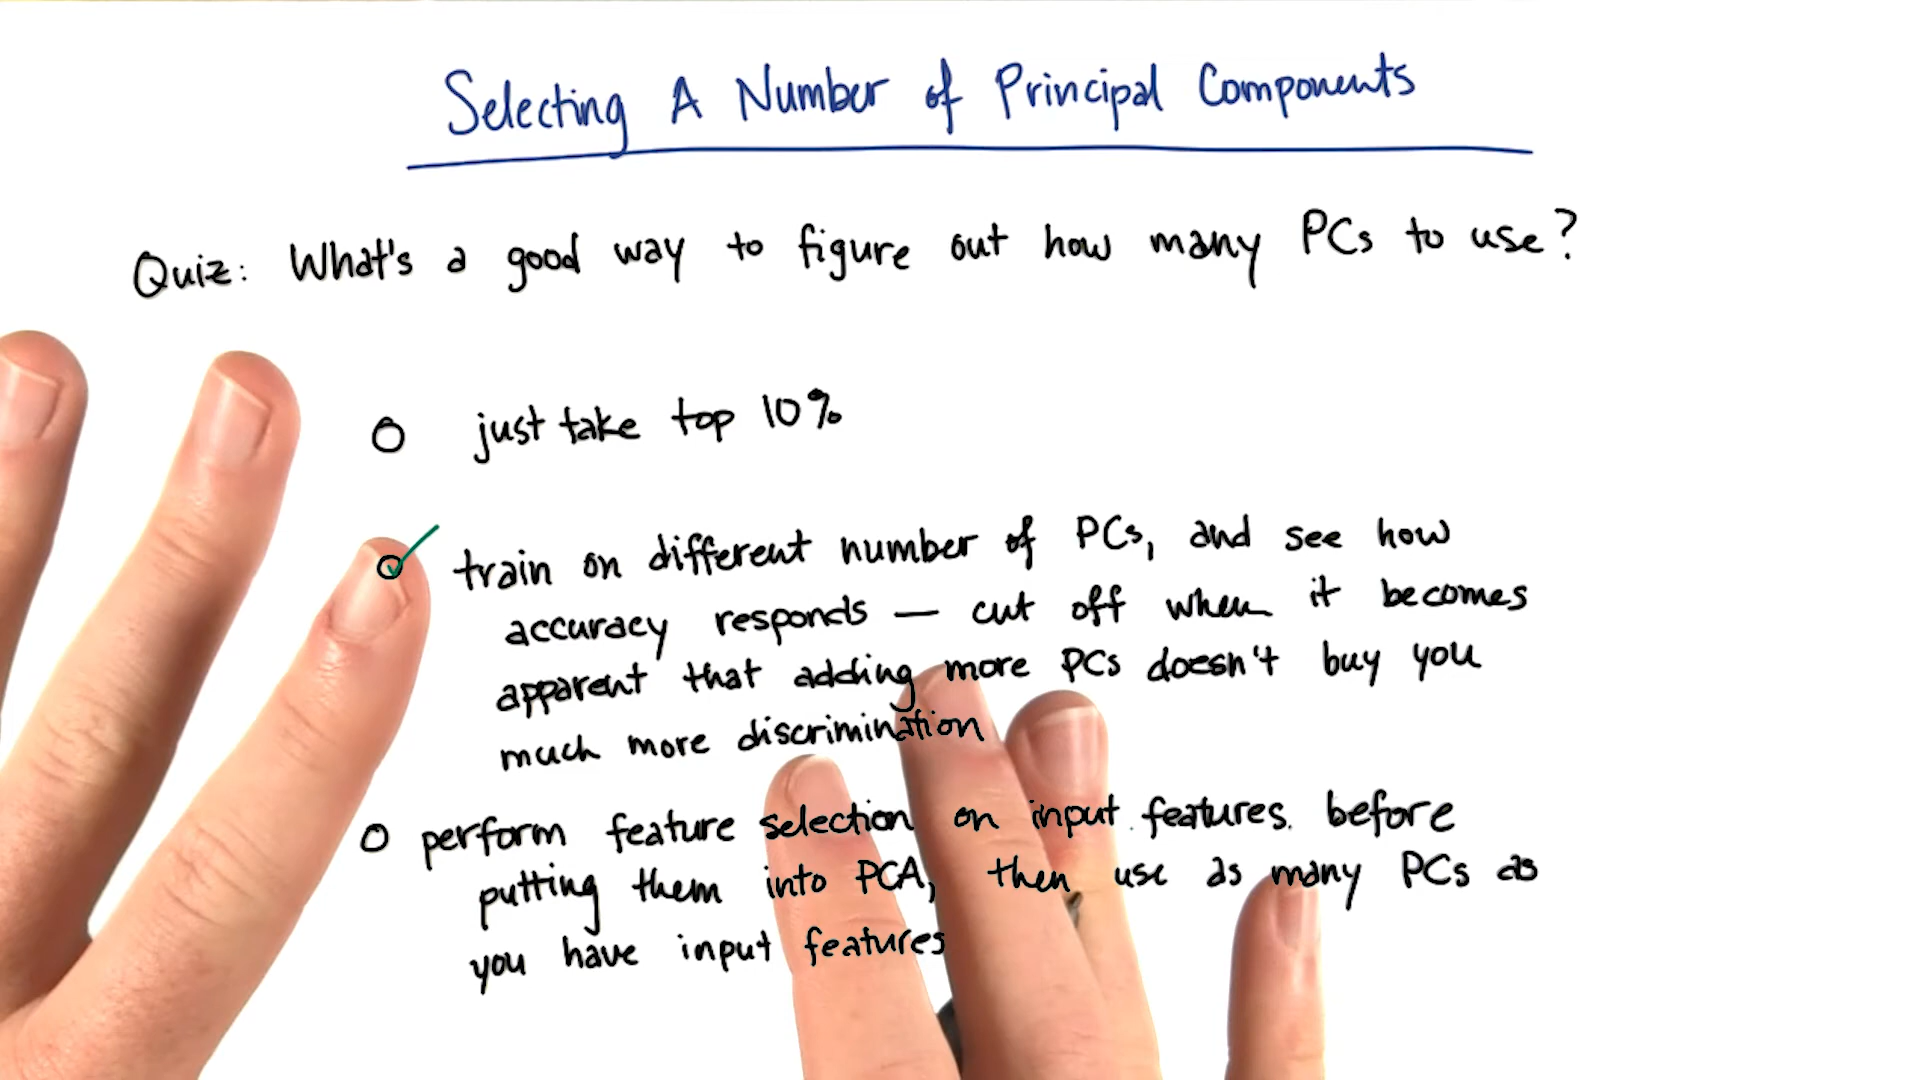 Selecting A Number of Principal Components
Quiz: What's a good way to figure out how many PCs to use?
just take top 10%
train on different number of PCs, and see how
accuracy responds — cut off when it becomes
apparent that adding more PCs doesn't buy you
much more discrimination
perform feature selection on input features before
putting them into PCA, then use as many PCs as
you have input features